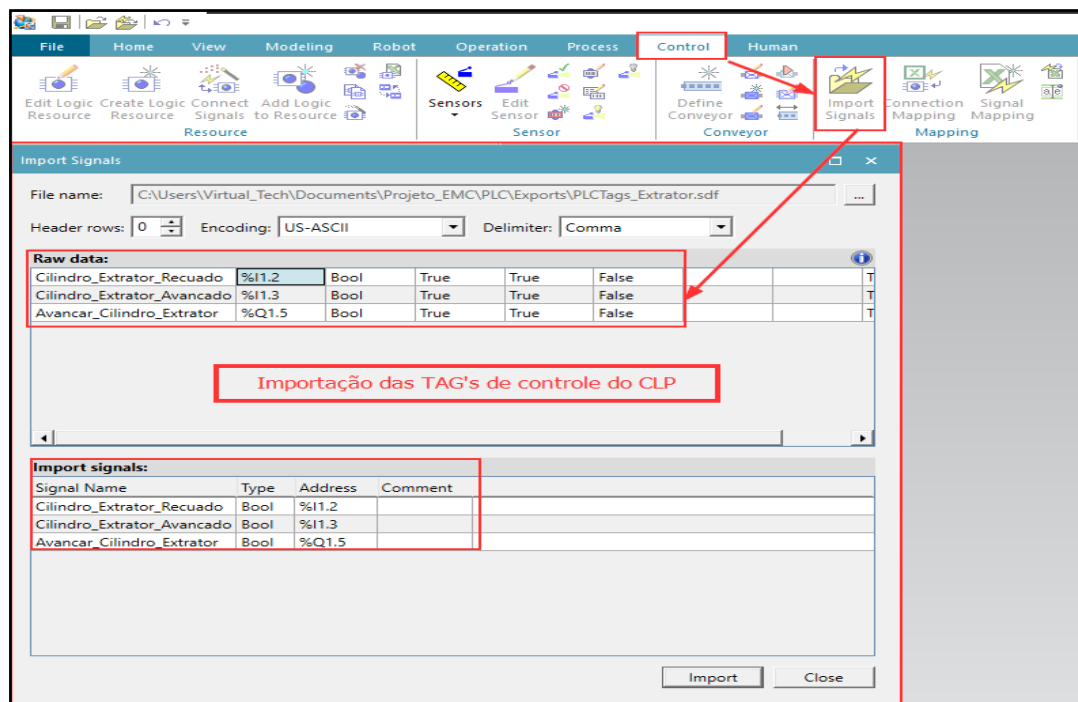 File Home View Modeling Robot Operation Process Control Human
Edit Logic Create Logic Connect Add Logic Sensors Edit Define Import Connection Signal
Resource Resource Signals to Resource Sensor Conveyor Signals Mapping Mapping
Resource Sensor Conveyor Mapping
Import Signals
File name: C:\Users\Virtual_Tech\Documents\Projeto_EMC\PLC\Exports\PLCTags_Extrator.sdf ...
Header rows: 0 Encoding: US-ASCII Delimiter: Comma
Raw data:
Cilindro_Extrator_Recuado %I1.2 Bool True True False T
Cilindro_Extrator_Avancado %I1.3 Bool True True False T
Avancar_Cilindro_Extrator %Q1.5 Bool True True False T
Importação das TAG's de controle do CLP
Import signals:
Signal Name Type Address Comment
Cilindro_Extrator_Recuado Bool %I1.2
Cilindro_Extrator_Avancado Bool %I1.3
Avancar_Cilindro_Extrator Bool %Q1.5
Import Close